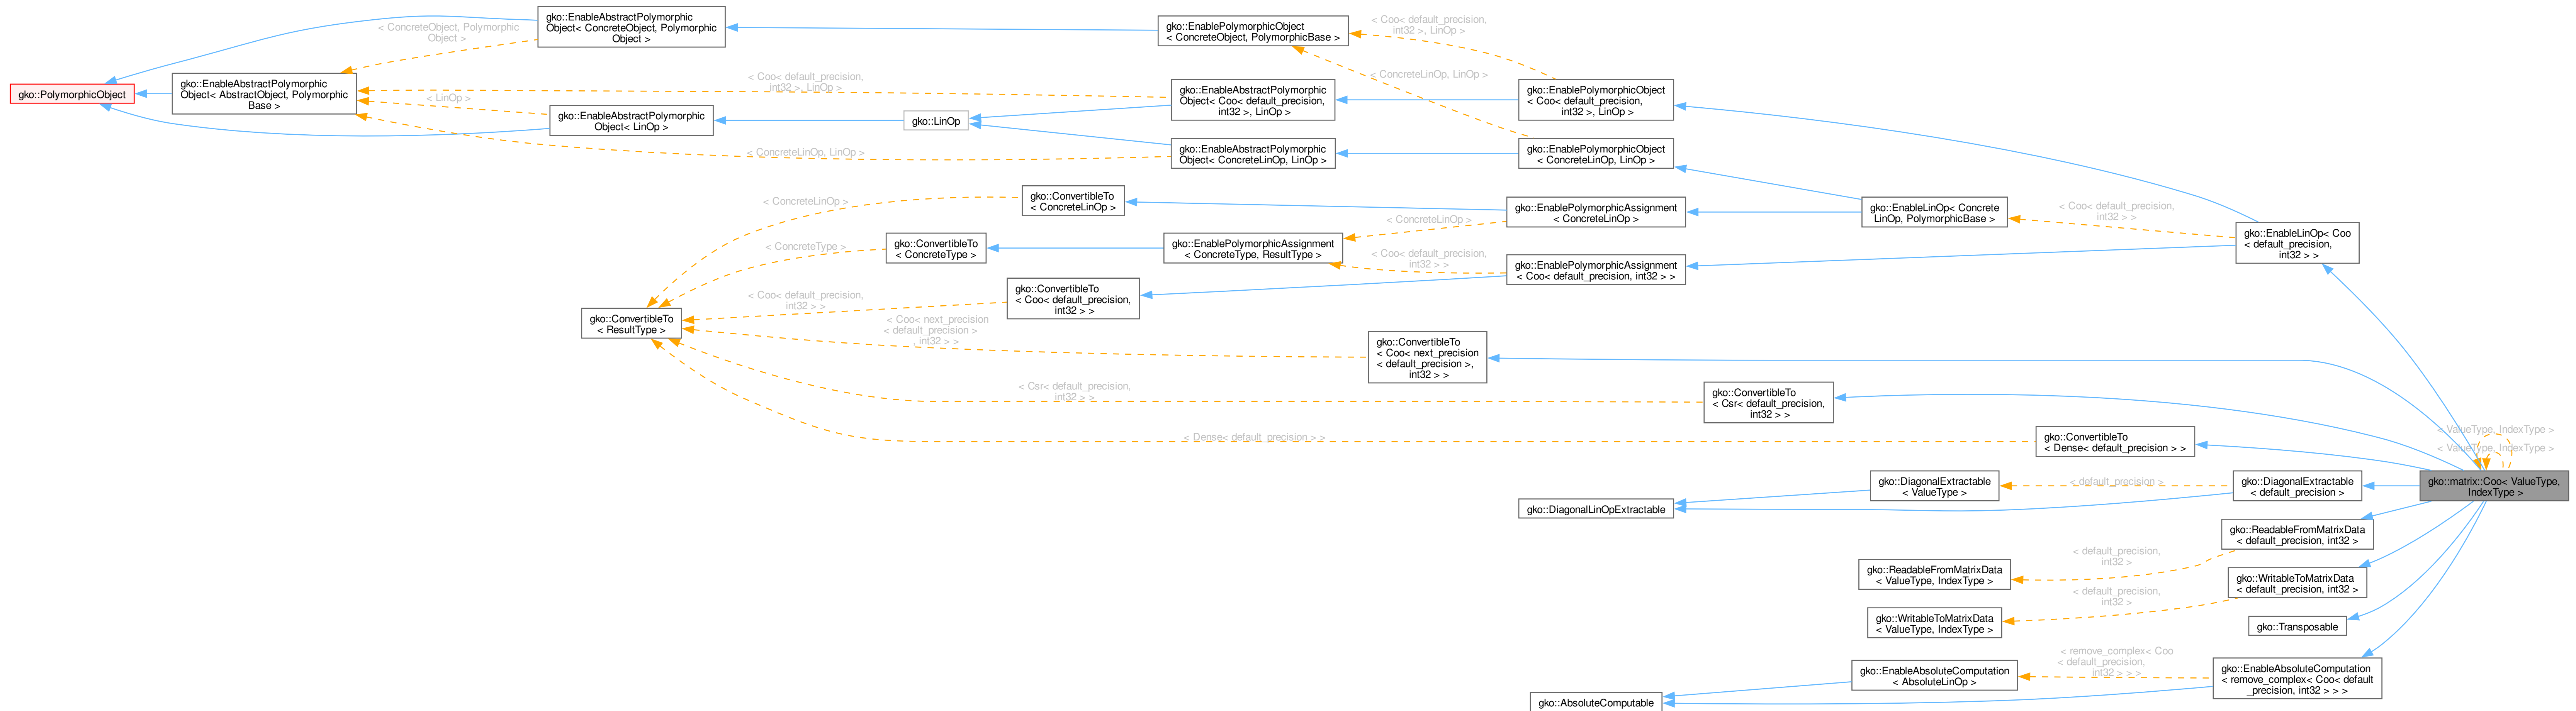 gko::PolymorphicObject
gko::EnableAbstractPolymorphic
Object< AbstractObject, Polymorphic
Base >
gko::EnableAbstractPolymorphic
Object< ConcreteObject, Polymorphic
Object >
< ConcreteObject, Polymorphic
Object >
gko::EnableAbstractPolymorphic
Object< LinOp >
< LinOp >
< Coo< default_precision,
int32 >, LinOp >
< ConcreteLinOp, LinOp >
gko::LinOp
gko::EnablePolymorphicObject
< ConcreteObject, PolymorphicBase >
< Coo< default_precision,
int32 >, LinOp >
< ConcreteLinOp, LinOp >
gko::EnableAbstractPolymorphic
Object< Coo< default_precision,
int32 >, LinOp >
gko::EnableAbstractPolymorphic
Object< ConcreteLinOp, LinOp >
gko::EnablePolymorphicObject
< Coo< default_precision,
int32 >, LinOp >
gko::EnablePolymorphicObject
< ConcreteLinOp, LinOp >
gko::ConvertibleTo
< ResultType >
< ConcreteLinOp >
gko::ConvertibleTo
< ConcreteLinOp >
< ConcreteType >
gko::ConvertibleTo
< ConcreteType >
gko::EnablePolymorphicAssignment
< ConcreteType, ResultType >
< ConcreteLinOp >
< Coo< default_precision,
int32 > >
gko::EnablePolymorphicAssignment
< ConcreteLinOp >
gko::EnablePolymorphicAssignment
< Coo< default_precision, int32 > >
gko::EnableLinOp< Concrete
LinOp, PolymorphicBase >
< Coo< default_precision,
int32 > >
gko::EnableLinOp< Coo
< default_precision,
int32 > >
< Coo< default_precision,
int32 > >
gko::ConvertibleTo
< Coo< default_precision,
int32 > >
< Coo< next_precision
< default_precision >
, int32 > >
gko::ConvertibleTo
< Coo< next_precision
< default_precision >,
int32 > >
< Csr< default_precision,
int32 > >
gko::ConvertibleTo
< Csr< default_precision,
int32 > >
< Dense< default_precision > >
gko::ConvertibleTo
< Dense< default_precision > >
< ValueType, IndexType >
< ValueType, IndexType >
gko::matrix::Coo< ValueType,
IndexType >
gko::DiagonalLinOpExtractable
gko::DiagonalExtractable
< ValueType >
< default_precision >
gko::DiagonalExtractable
< default_precision >
gko::ReadableFromMatrixData
< ValueType, IndexType >
< default_precision,
int32 >
gko::ReadableFromMatrixData
< default_precision, int32 >
gko::WritableToMatrixData
< ValueType, IndexType >
< default_precision,
int32 >
gko::WritableToMatrixData
< default_precision, int32 >
gko::Transposable
gko::AbsoluteComputable
gko::EnableAbsoluteComputation
< AbsoluteLinOp >
< remove_complex< Coo
< default_precision,
int32 > > >
gko::EnableAbsoluteComputation
< remove_complex< Coo< default
_precision, int32 > > >